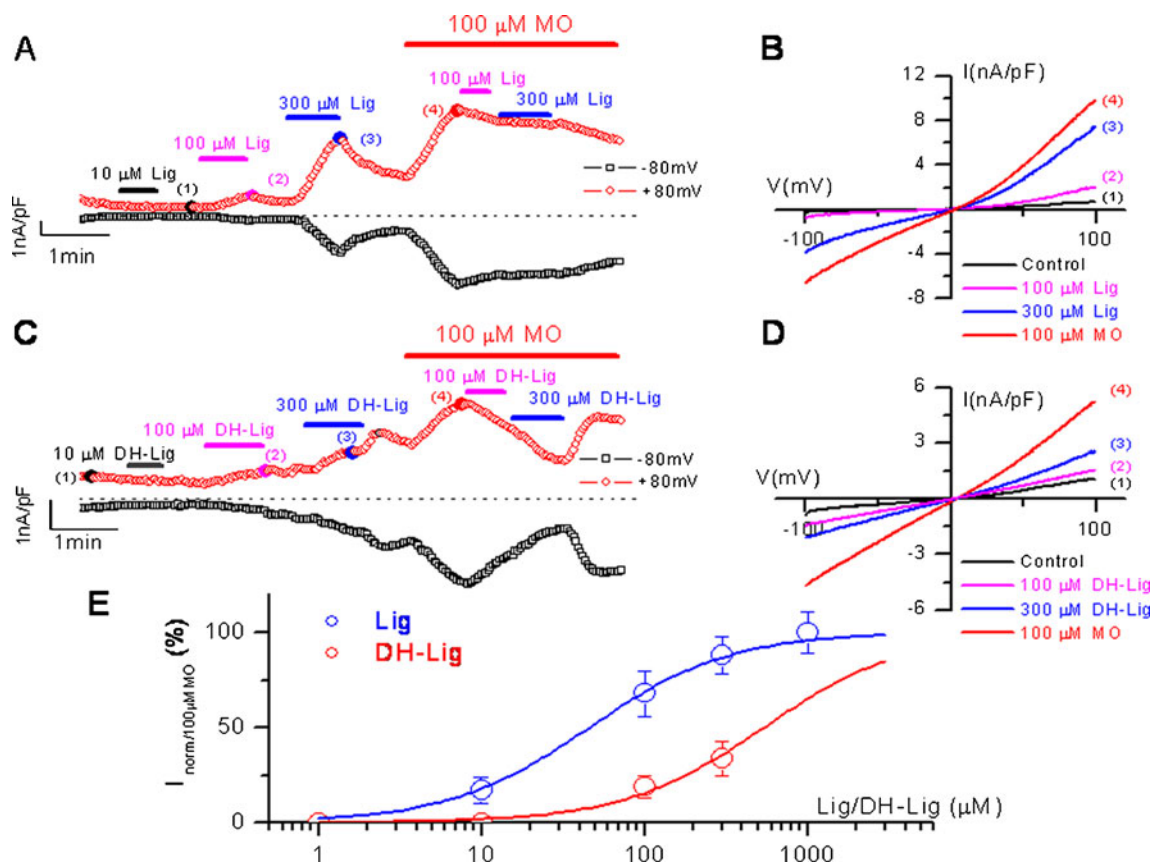 A
100 µM MO
100 µM Lig
300 µM Lig
300 µM Lig
(4)
(3)
100 µM Lig
10 µM Lig
(1)
(2)
-80mV
+80mV
1nA/pF
1min
B
I(nA/pF)
12
8
4
-4
-8
V(mV)
-100
100
(4)
(3)
(2)
(1)
Control
100 µM Lig
300 µM Lig
100 µM MO
C
100 µM MO
100 µM DH-Lig
(4)
300 µM DH-Lig
300 µM DH-Lig
100 µM DH-Lig
(3)
10 µM DH-Lig
(2)
(1)
-80mV
+80mV
1nA/pF
1min
D
I(nA/pF)
6
3
-3
-6
V(mV)
-100
100
(4)
(3)
(2)
(1)
Control
100 µM DH-Lig
300 µM DH-Lig
100 µM MO
E
Lig
DH-Lig
I norm/100µM MO (%)
100
50
0
Lig/DH-Lig (µM)
1
10
100
1000